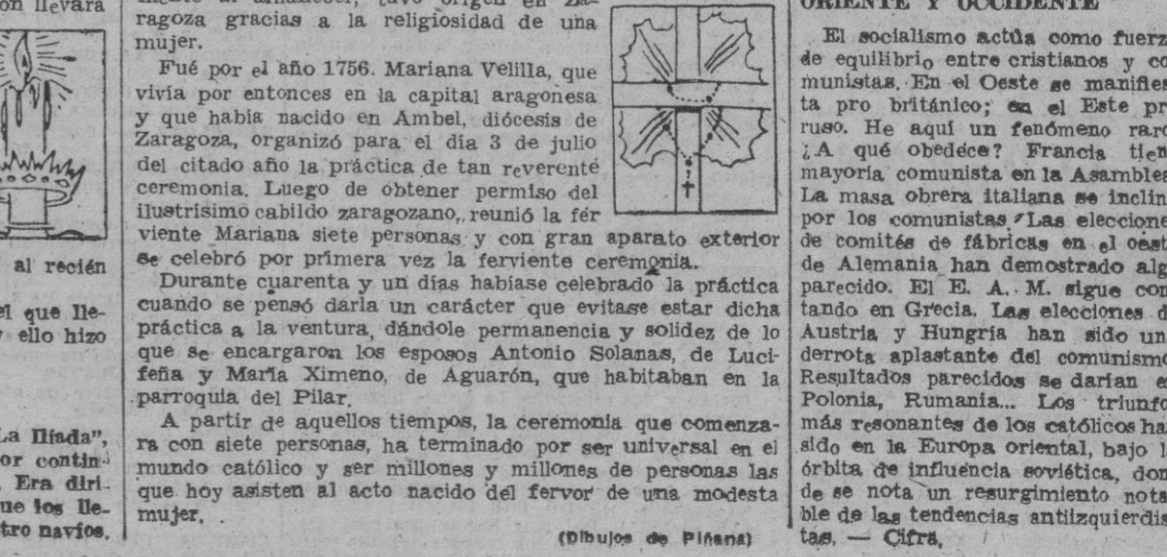 on llevará
al recién
el que lle-
y ello hizo
La Ilíada",
or contin-
Era diri-
ue los lle-
tro navíos.
ragoza gracias a la religiosidad de una
mujer.
Fué por el año 1756. Mariana Velilla, que
vivía por entonces en la capital aragonesa
y que había nacido en Ambel, diócesis de
Zaragoza, organizó para el día 3 de julio
del citado año la práctica de tan reverente
ceremonia. Luego de obtener permiso del
ilustrísimo cabildo zaragozano, reunió la fer
viente Mariana siete personas y con gran aparato exterior
se celebró por primera vez la ferviente ceremonia.
Durante cuarenta y un días habíase celebrado la práctica
cuando se pensó darla un carácter que evitase estar dicha
práctica a la ventura, dándole permanencia y solidez de lo
que se encargaron los esposos Antonio Solanas, de Luci-
feña y María Ximeno, de Aguarón, que habitaban en la
parroquia del Pilar.
A partir de aquellos tiempos, la ceremonia que comenza-
ra con siete personas, ha terminado por ser universal en el
mundo católico y ser millones y millones de personas las
que hoy asisten al acto nacido del fervor de una modesta
mujer.
(Dibujos de Piñana)
ORIENTE Y OCCIDENTE
El socialismo actúa como fuerz
de equilibrio entre cristianos y co
munistas. En el Oeste se manifies
ta pro británico; en el Este pr
ruso. He aquí un fenómeno raro
¿A qué obedece? Francia tien
mayoría comunista en la Asamblea
La masa obrera italiana se inclin
por los comunistas. Las eleccione
de comités de fábricas en el oest
de Alemania han demostrado alg
parecido. El E. A. M. sigue con
tando en Grecia. Las elecciones d
Austria y Hungría han sido un
derrota aplastante del comunismo
Resultados parecidos se darían e
Polonia, Rumania... Los triunfo
más resonantes de los católicos ha
sido en la Europa oriental, bajo l
órbita de influencia soviética, don
de se nota un resurgimiento nota
ble de las tendencias antiizquierdis
tas. — Cifra.